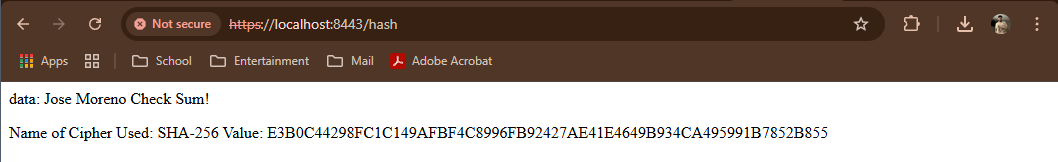 Not secure https://localhost:8443/hash
Apps School Entertainment Mail Adobe Acrobat
data: Jose Moreno Check Sum!
Name of Cipher Used: SHA-256 Value: E3B0C44298FC1C149AFBF4C8996FB92427AE41E4649B934CA495991B7852B855